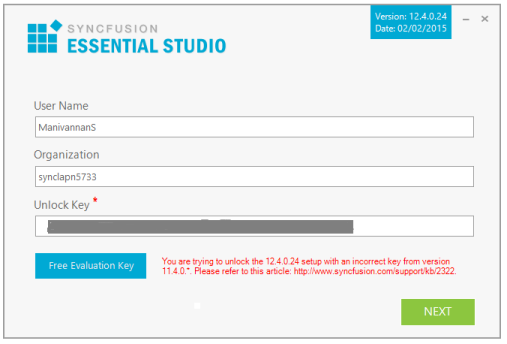 SYNCFUSION
ESSENTIAL STUDIO
Version: 12.4.0.24
Date: 02/02/2015
User Name
ManivannanS
Organization
synclapn5733
Unlock Key *
Free Evaluation Key
You are trying to unlock the 12.4.0.24 setup with an incorrect key from version
11.4.0.*. Please refer to this article: http://www.syncfusion.com/support/kb/2322.
NEXT